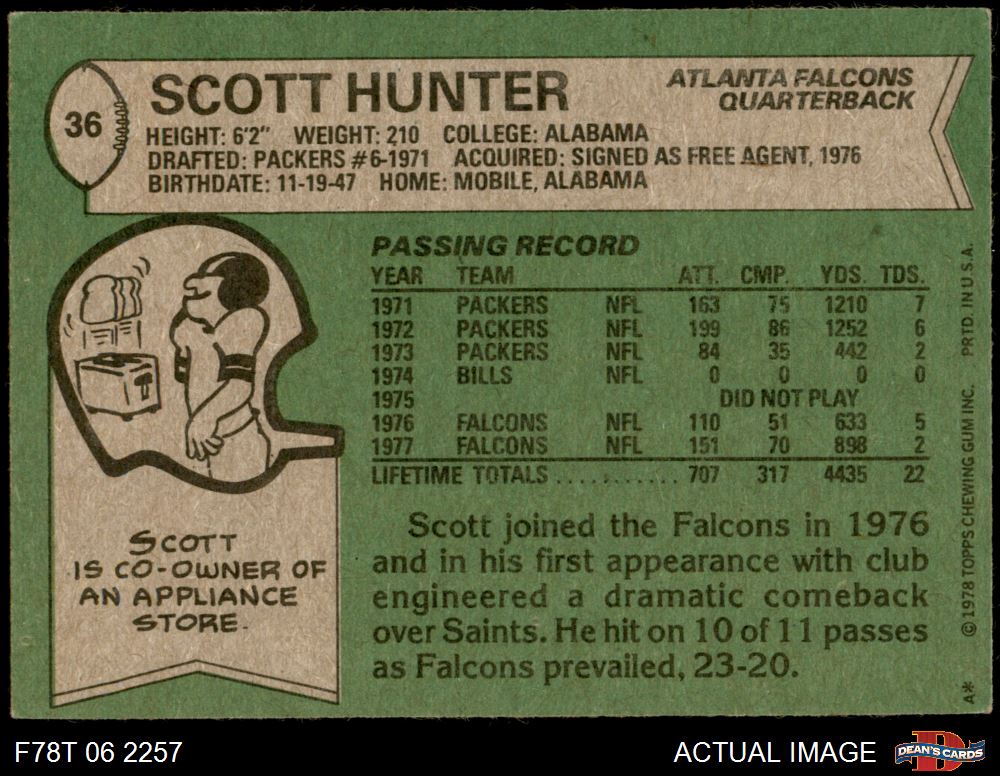 36
SCOTT HUNTER
ATLANTA FALCONS
QUARTERBACK
HEIGHT: 6'2" WEIGHT: 210 COLLEGE: ALABAMA
DRAFTED: PACKERS #6-1971 ACQUIRED: SIGNED AS FREE AGENT, 1976
BIRTHDATE: 11-19-47 HOME: MOBILE, ALABAMA
PASSING RECORD
YEAR TEAM ATT. CMP. YDS. TDS.
1971 PACKERS NFL 163 75 1210 7
1972 PACKERS NFL 199 86 1252 6
1973 PACKERS NFL 84 35 442 2
1974 BILLS NFL 0 0 0 0
1975 DID NOT PLAY
1976 FALCONS NFL 110 51 633 5
1977 FALCONS NFL 151 70 898 2
LIFETIME TOTALS ........... 707 317 4435 22
SCOTT
IS CO-OWNER OF
AN APPLIANCE
STORE.
Scott joined the Falcons in 1976
and in his first appearance with club
engineered a dramatic comeback
over Saints. He hit on 10 of 11 passes
as Falcons prevailed, 23-20.
A* © 1978 TOPPS CHEWING GUM INC. PRTD. IN U.S.A.
F78T 06 2257
ACTUAL IMAGE
DEAN'S CARDS